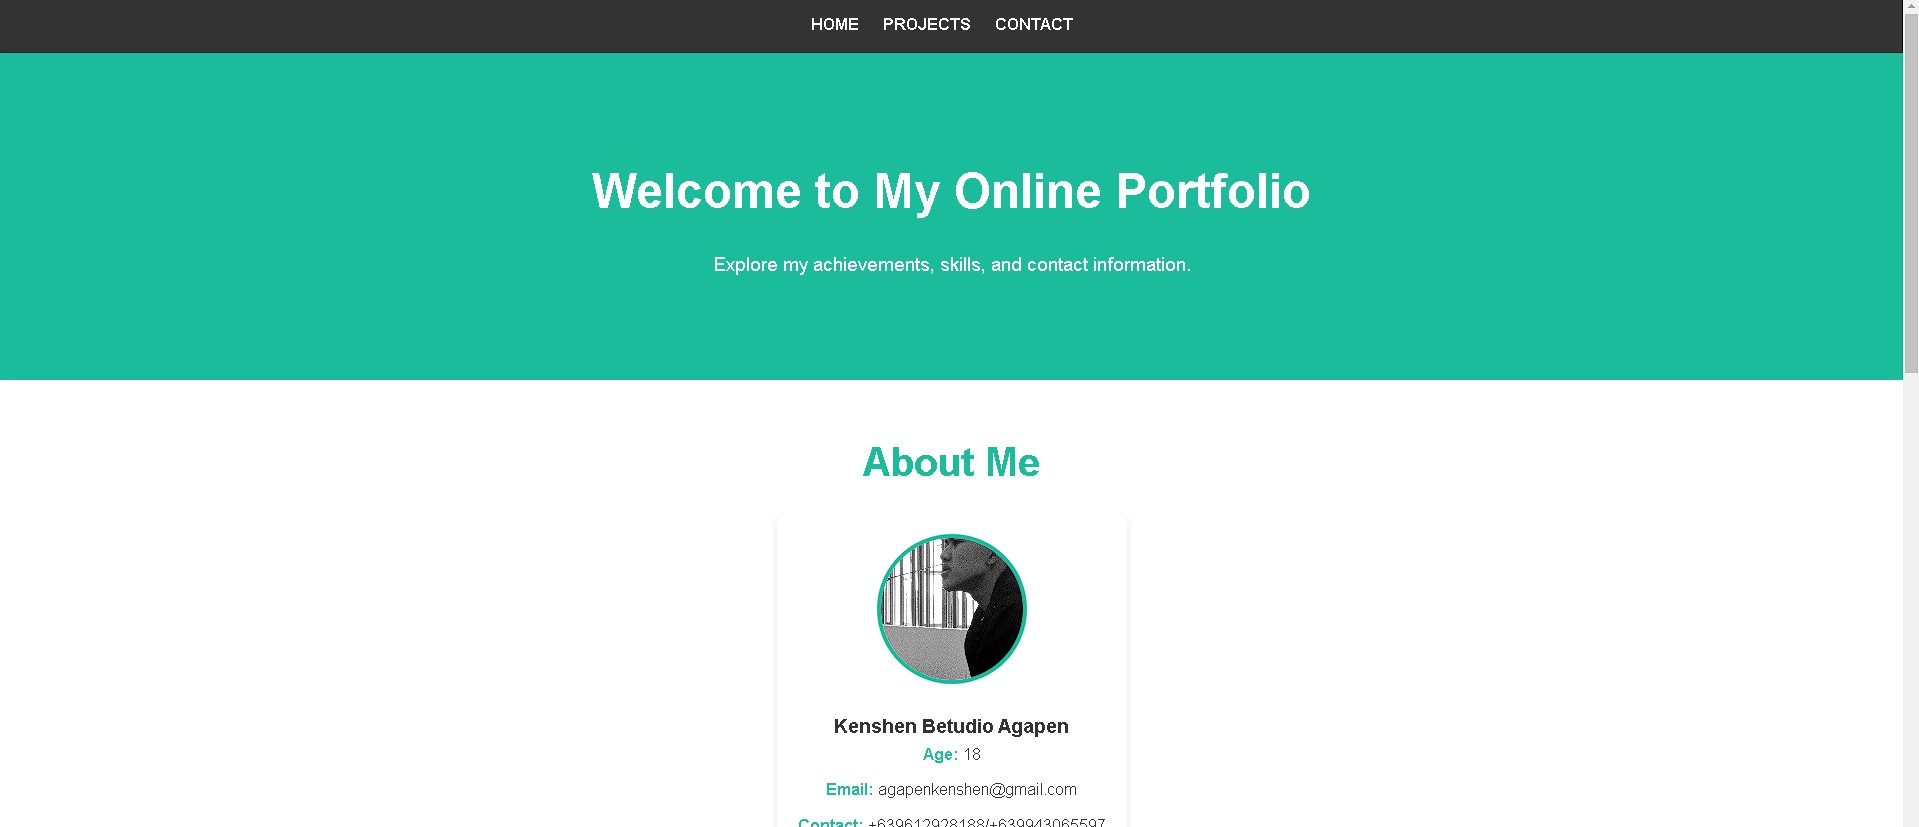 HOME PROJECTS CONTACT
Welcome to My Online Portfolio
Explore my achievements, skills, and contact information.
About Me
Kenshen Betudio Agapen
Age: 18
Email: agapenkenshen@gmail.com
Contact: +639612928188/+639943065597